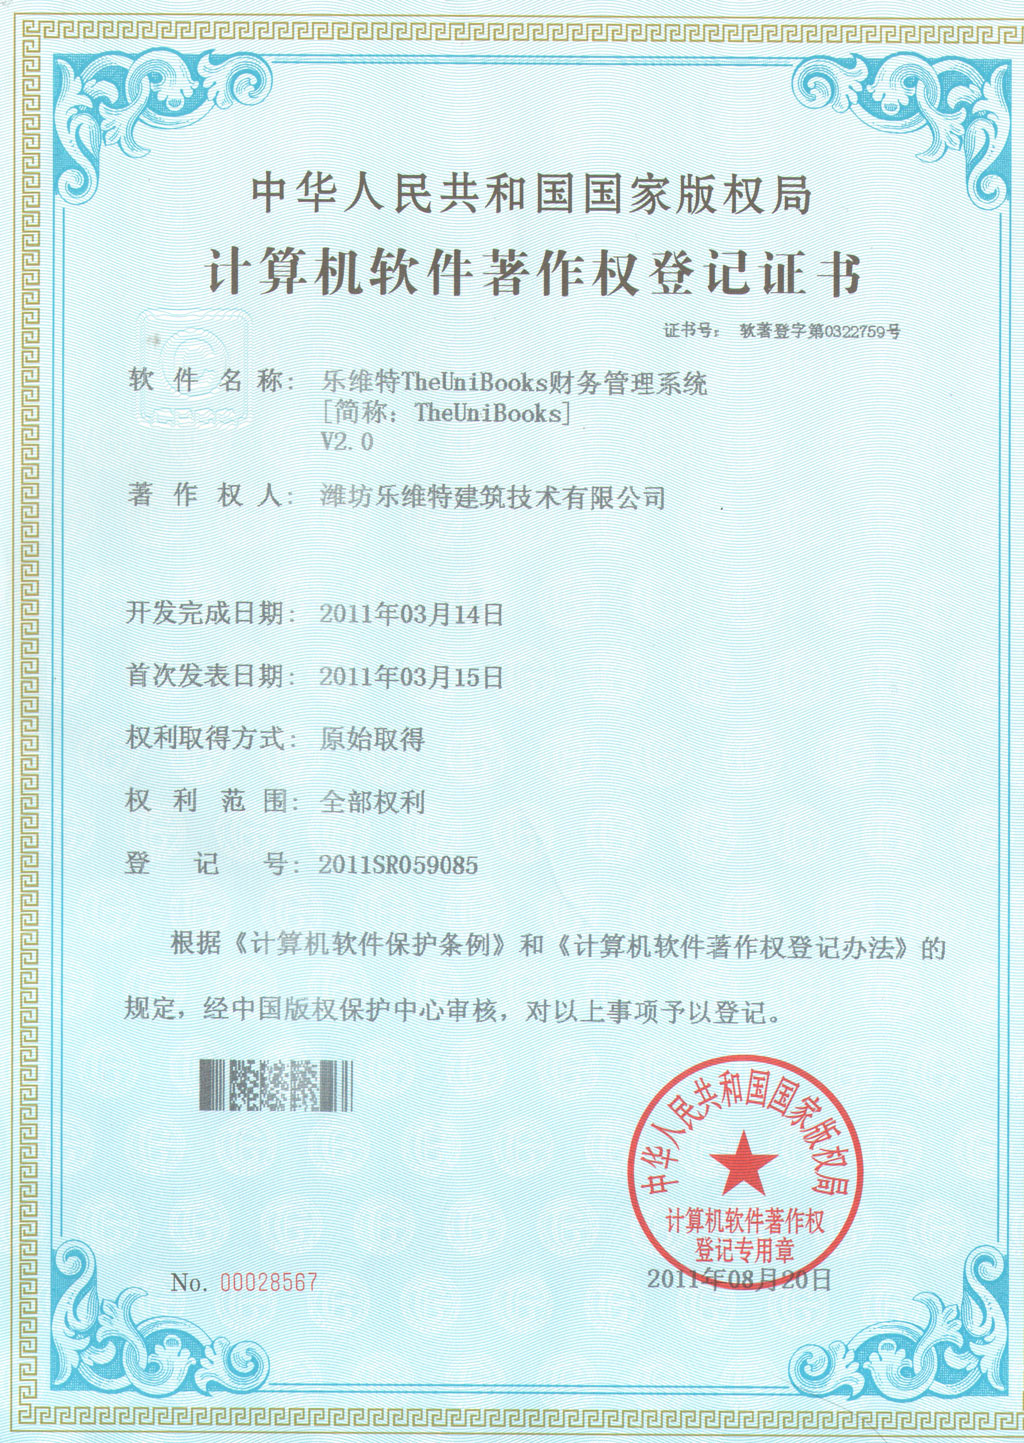 中华人民共和国国家版权局
计算机软件著作权登记证书
证书号： 软著登字第0322759号
软件名称： 乐维特TheUniBooks财务管理系统
[简称：TheUniBooks]
V2.0
著作权人： 潍坊乐维特建筑技术有限公司
开发完成日期： 2011年03月14日
首次发表日期： 2011年03月15日
权利取得方式： 原始取得
权利范围： 全部权利
登记号： 2011SR059085
根据《计算机软件保护条例》和《计算机软件著作权登记办法》的
规定，经中国版权保护中心审核，对以上事项予以登记。
中华人民共和国国家版权局
计算机软件著作权
登记专用章
No. 00028567
2011年08月20日